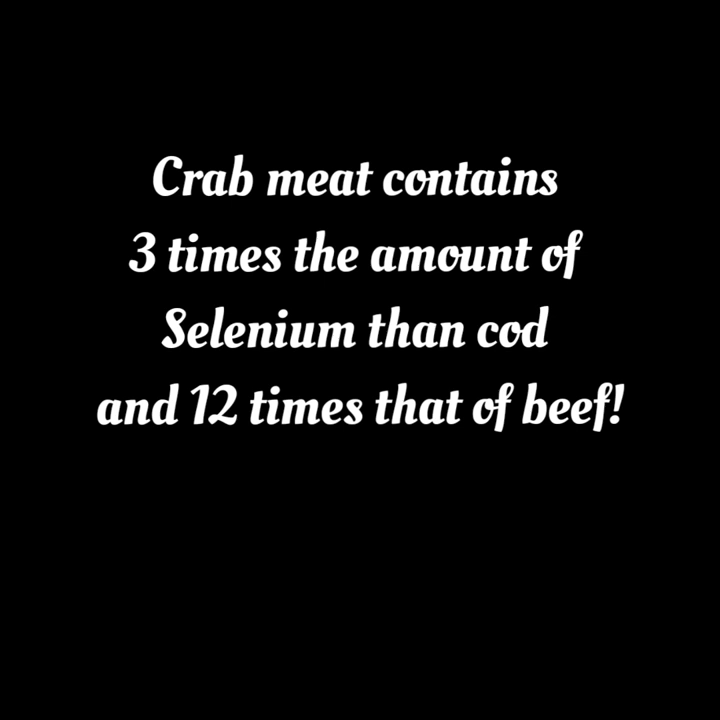 Crab meat contains
3 times the amount of
Selenium than cod
and 12 times that of beef!